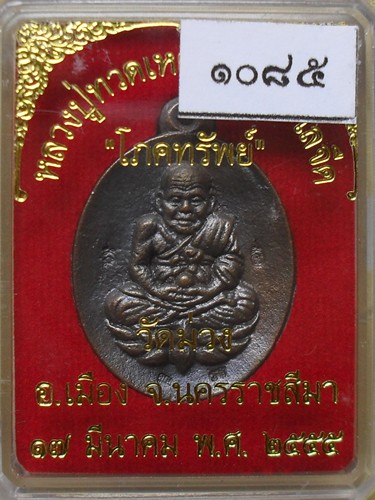 ๑๐๘๕
หลวงปู่ทวดเห
"โภคทรัพย์"
วัดม่วง
อ.เมือง จ.นครราชสีมา
๑๗ มีนาคม พ.ศ. ๒๕๕๕